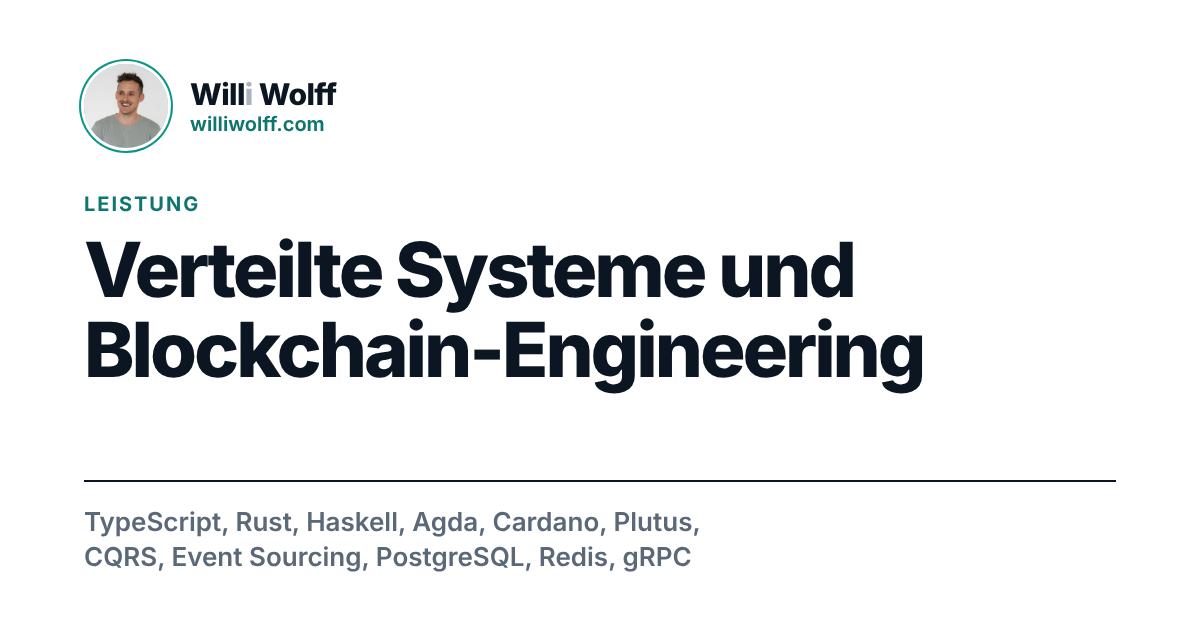 Willi Wolff
williwolff.com
LEISTUNG
Verteilte Systeme und
Blockchain-Engineering
TypeScript, Rust, Haskell, Agda, Cardano, Plutus,
CQRS, Event Sourcing, PostgreSQL, Redis, gRPC